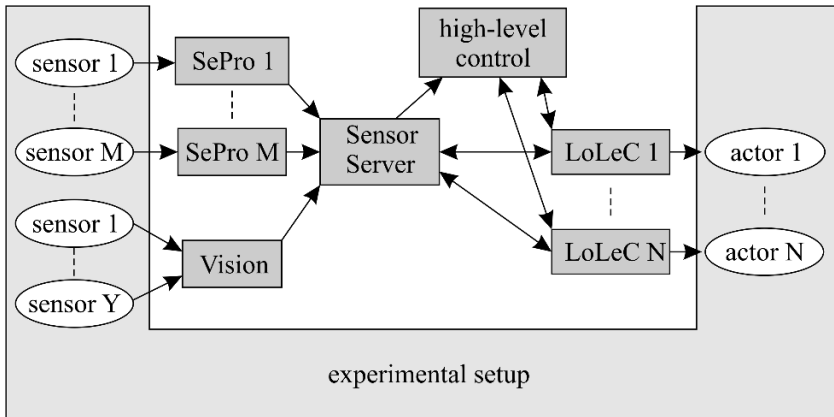 sensor 1
SePro 1
high-level
control
sensor M
SePro M
Sensor
Server
LoLeC 1
actor 1
sensor 1
Vision
LoLeC N
actor N
sensor Y
experimental setup